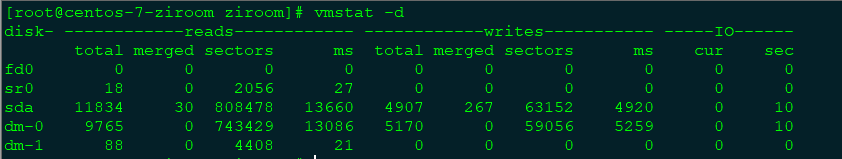 [root@centos-7-ziroom ziroom]# vmstat -d
disk- ------------reads------------ ------------writes----------- -----IO------
total merged sectors ms total merged sectors ms cur sec
fd0 0 0 0 0 0 0 0 0 0 0
sr0 18 0 2056 27 0 0 0 0 0 0
sda 11834 30 808478 13660 4907 267 63152 4920 0 10
dm-0 9765 0 743429 13086 5170 0 59056 5259 0 10
dm-1 88 0 4408 21 0 0 0 0 0 0